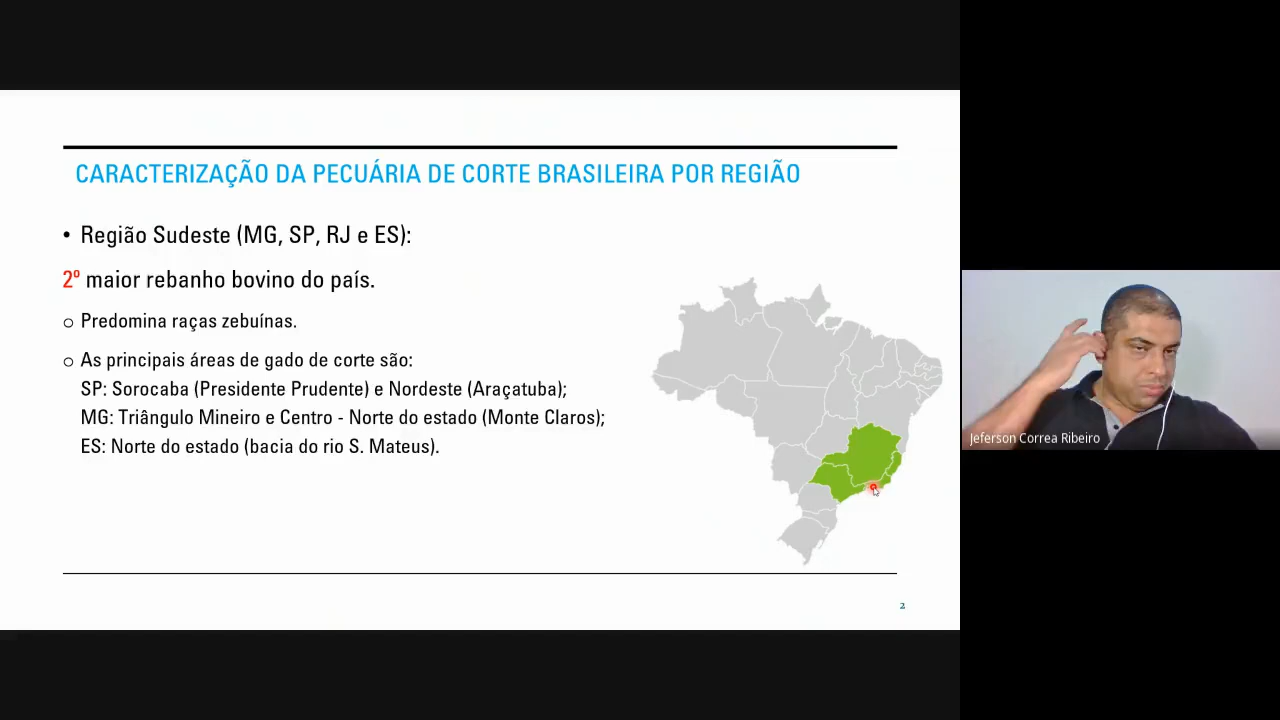 CARACTERIZAÇÃO DA PECUÁRIA DE CORTE BRASILEIRA POR REGIÃO
• Região Sudeste (MG, SP, RJ e ES):
2º maior rebanho bovino do país.
o Predomina raças zebuínas.
o As principais áreas de gado de corte são:
SP: Sorocaba (Presidente Prudente) e Nordeste (Araçatuba);
MG: Triângulo Mineiro e Centro - Norte do estado (Monte Claros);
ES: Norte do estado (bacia do rio S. Mateus).
2
Jeferson Correa Ribeiro